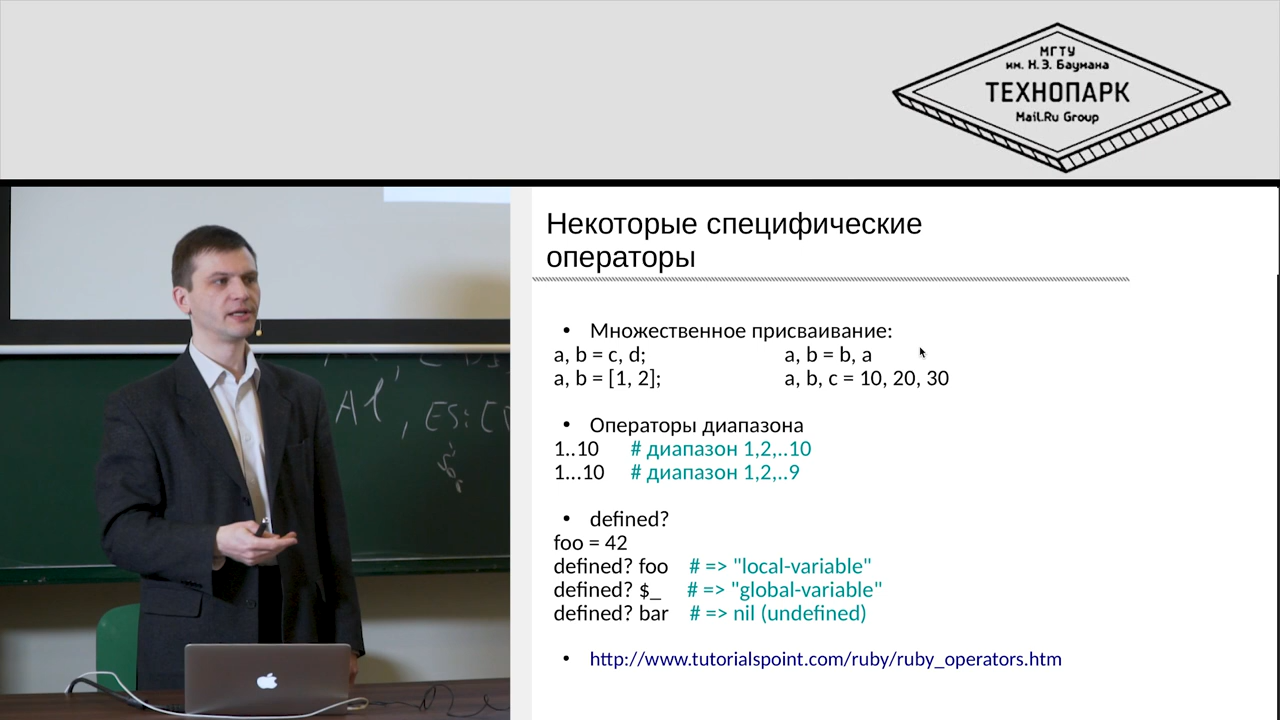 МГТУ
им. Н.Э. Баумана
ТЕХНОПАРК
Mail.Ru Group
Некоторые специфические
операторы
• Множественное присваивание:
a, b = c, d; a, b = b, a
a, b = [1, 2]; a, b, c = 10, 20, 30
• Операторы диапазона
1..10 # диапазон 1,2,..10
1...10 # диапазон 1,2,..9
• defined?
foo = 42
defined? foo # => "local-variable"
defined? $_ # => "global-variable"
defined? bar # => nil (undefined)
• http://www.tutorialspoint.com/ruby/ruby_operators.htm